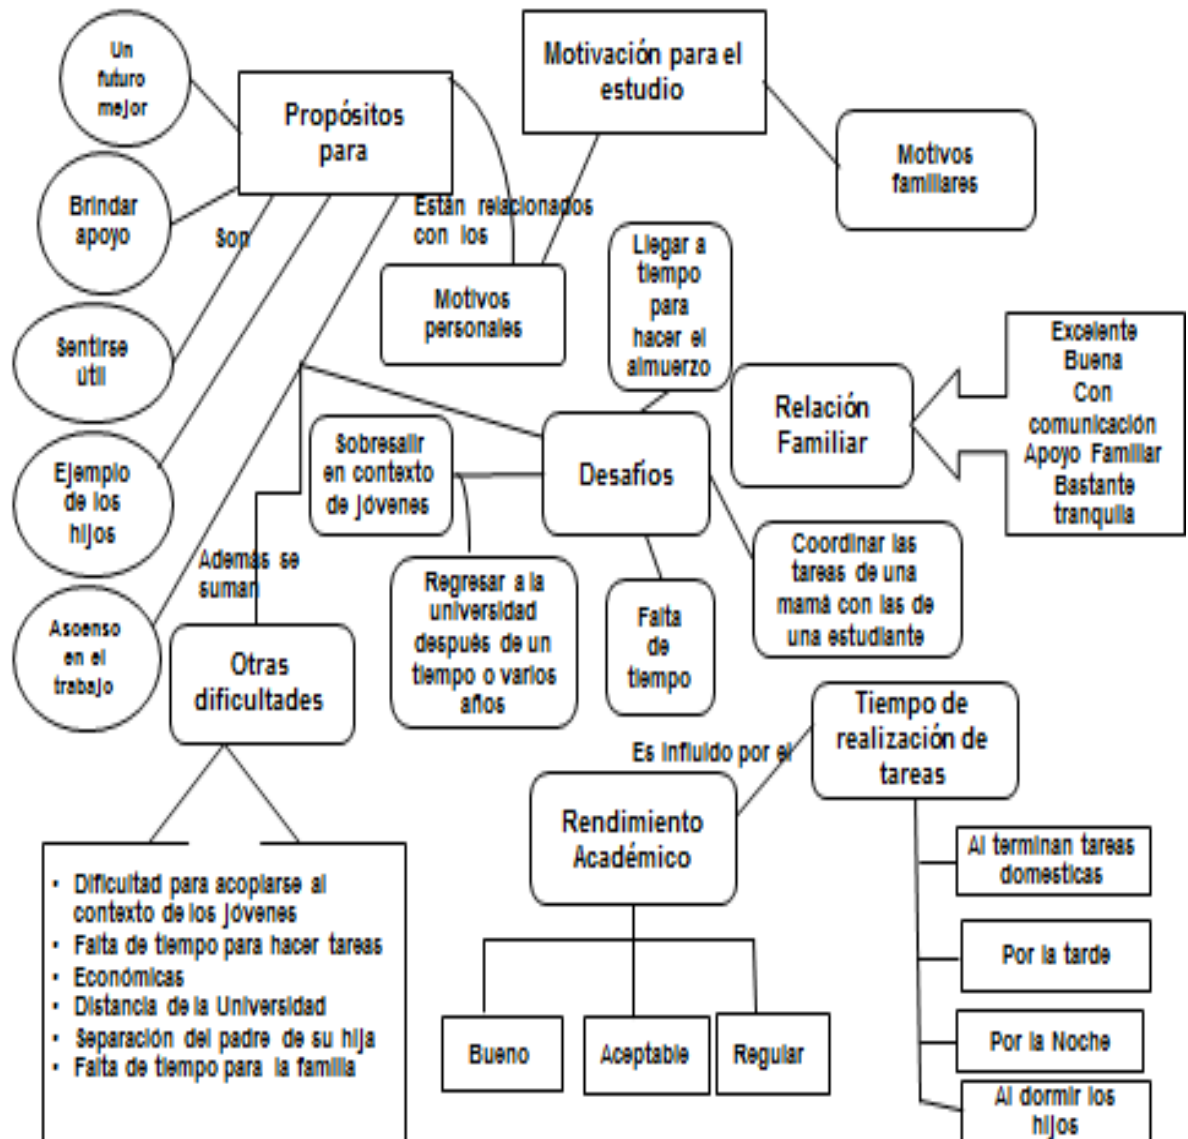 Un
futuro
mejor
Propósitos
para
Motivación para el
estudio
Motivos
familiares
Brindar
apoyo
Son
Están relacionados
con los
Motivos
personales
Llegar a
tiempo
para
hacer el
almuerzo
Sentirse
útil
Relación
Familiar
Excelente
Buena
Con
comunicación
Apoyo Familiar
Bastante
tranquila
Sobresalir
en contexto
de jóvenes
Desafíos
Ejemplo
de los
hijos
Además se
suman
Regresar a la
universidad
después de un
tiempo o varios
años
Falta
de
tiempo
Coordinar las
tareas de una
mamá con las de
una estudiante
Ascenso
en el
trabajo
Otras
dificultades
Tiempo de
realización de
tareas
Es influido por el
Rendimiento
Académico
• Dificultad para acoplarse al
contexto de los jóvenes
• Falta de tiempo para hacer tareas
• Económicas
• Distancia de la Universidad
• Separación del padre de su hija
• Falta de tiempo para la familia
Bueno
Aceptable
Regular
Al terminan tareas
domesticas
Por la tarde
Por la Noche
Al dormir los
hijos